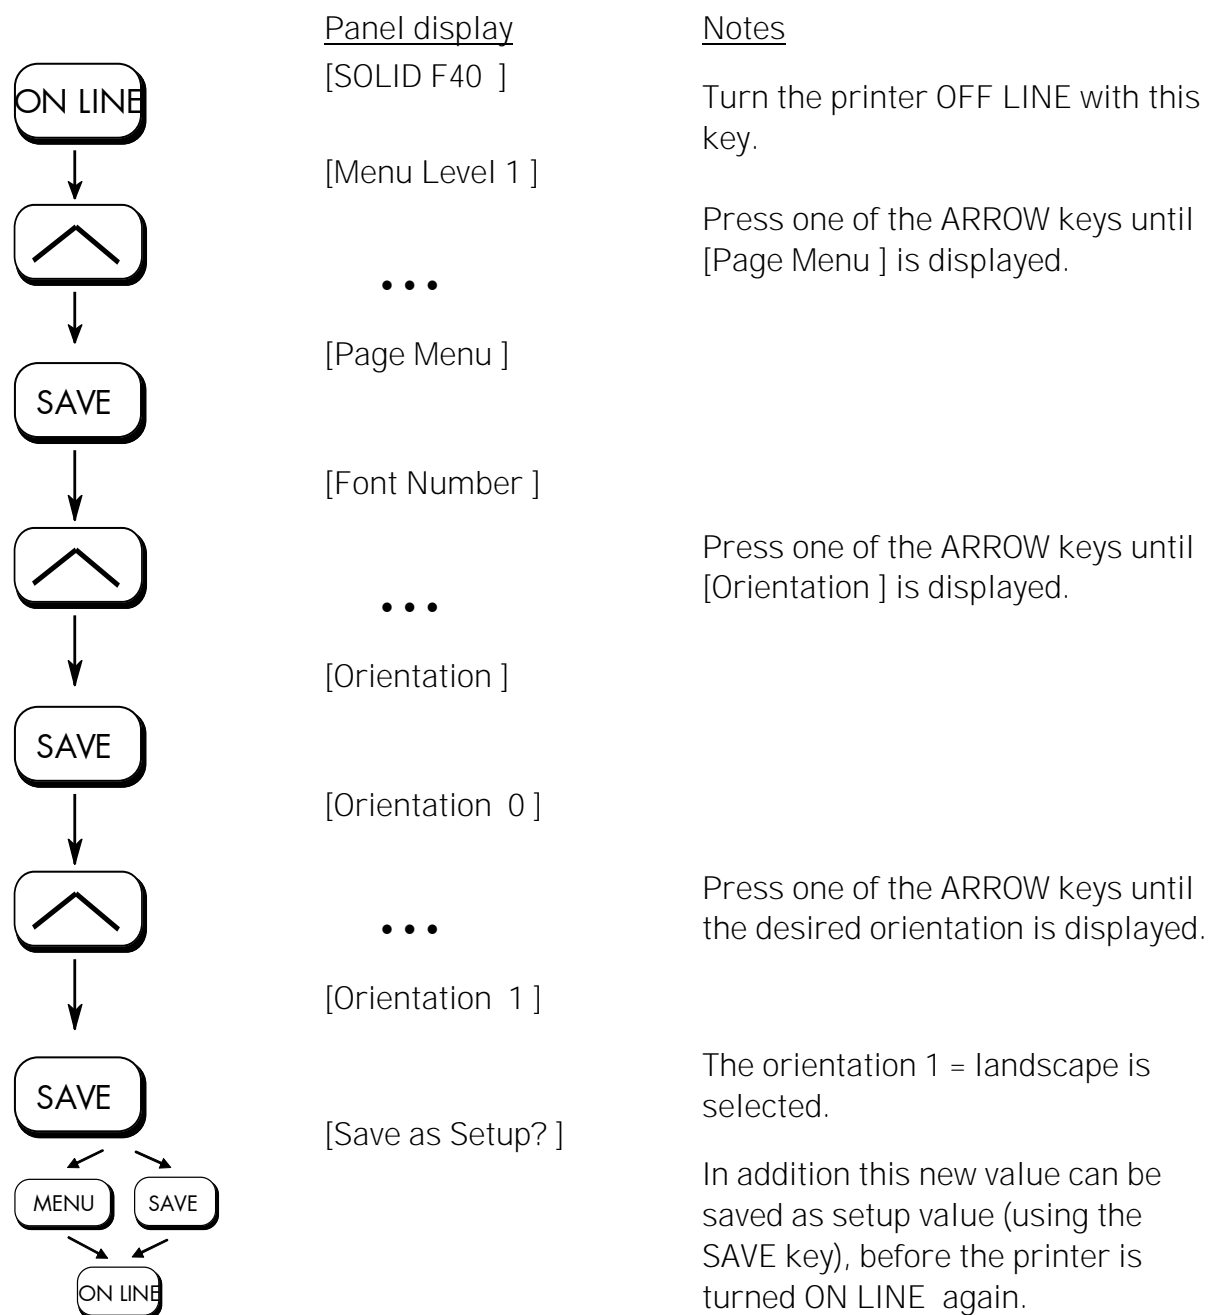 Panel display
Notes
ON LINE
[SOLID F40 ]
Turn the printer OFF LINE with this
key.
[Menu Level 1 ]
Press one of the ARROW keys until
[Page Menu ] is displayed.
•••
[Page Menu ]
SAVE
[Font Number ]
Press one of the ARROW keys until
[Orientation ] is displayed.
•••
[Orientation ]
SAVE
[Orientation 0 ]
Press one of the ARROW keys until
the desired orientation is displayed.
•••
[Orientation 1 ]
SAVE
The orientation 1 = landscape is
selected.
[Save as Setup? ]
MENU
SAVE
In addition this new value can be
saved as setup value (using the
SAVE key), before the printer is
turned ON LINE again.
ON LINE